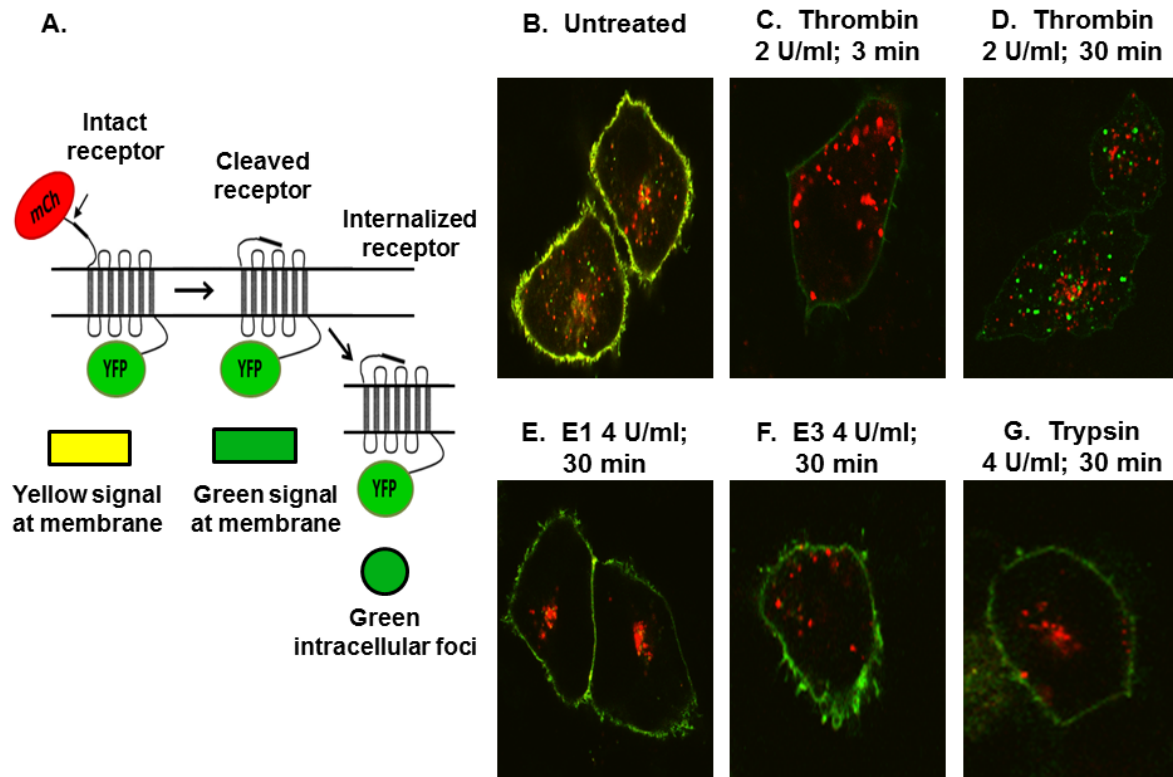 A.
Intact
receptor
mCh
Cleaved
receptor
Internalized
receptor
YFP
YFP
YFP
Yellow signal
at membrane
Green signal
at membrane
Green
intracellular foci
B. Untreated
C. Thrombin
2 U/ml; 3 min
D. Thrombin
2 U/ml; 30 min
E. E1 4 U/ml;
30 min
F. E3 4 U/ml;
30 min
G. Trypsin
4 U/ml; 30 min